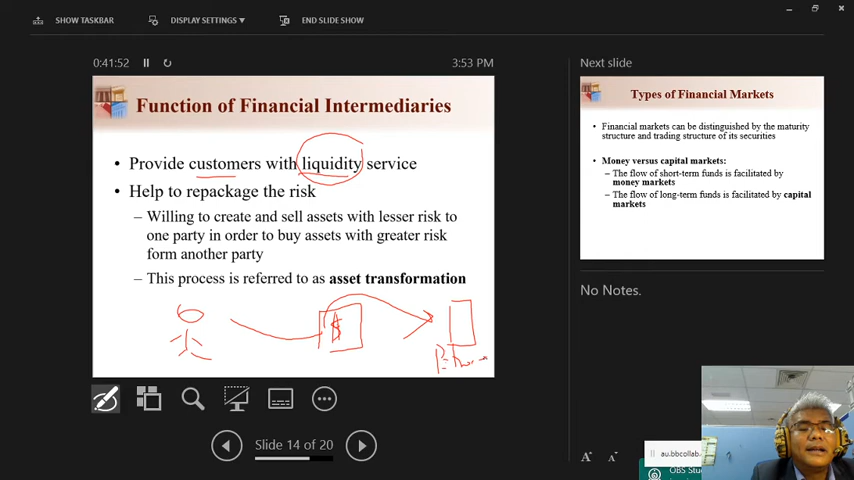 SHOW TASKBAR
DISPLAY SETTINGS ▼
END SLIDE SHOW
0:41:52
3:53 PM
Function of Financial Intermediaries
• Provide customers with liquidity service
• Help to repackage the risk
– Willing to create and sell assets with lesser risk to
one party in order to buy assets with greater risk
form another party
– This process is referred to as asset transformation
$
Slide 14 of 20
Next slide
Types of Financial Markets
• Financial markets can be distinguished by the maturity
structure and trading structure of its securities
• Money versus capital markets:
– The flow of short-term funds is facilitated by
money markets
– The flow of long-term funds is facilitated by capital
markets
No Notes.
A A
au.bbcollab.
OBS Stud